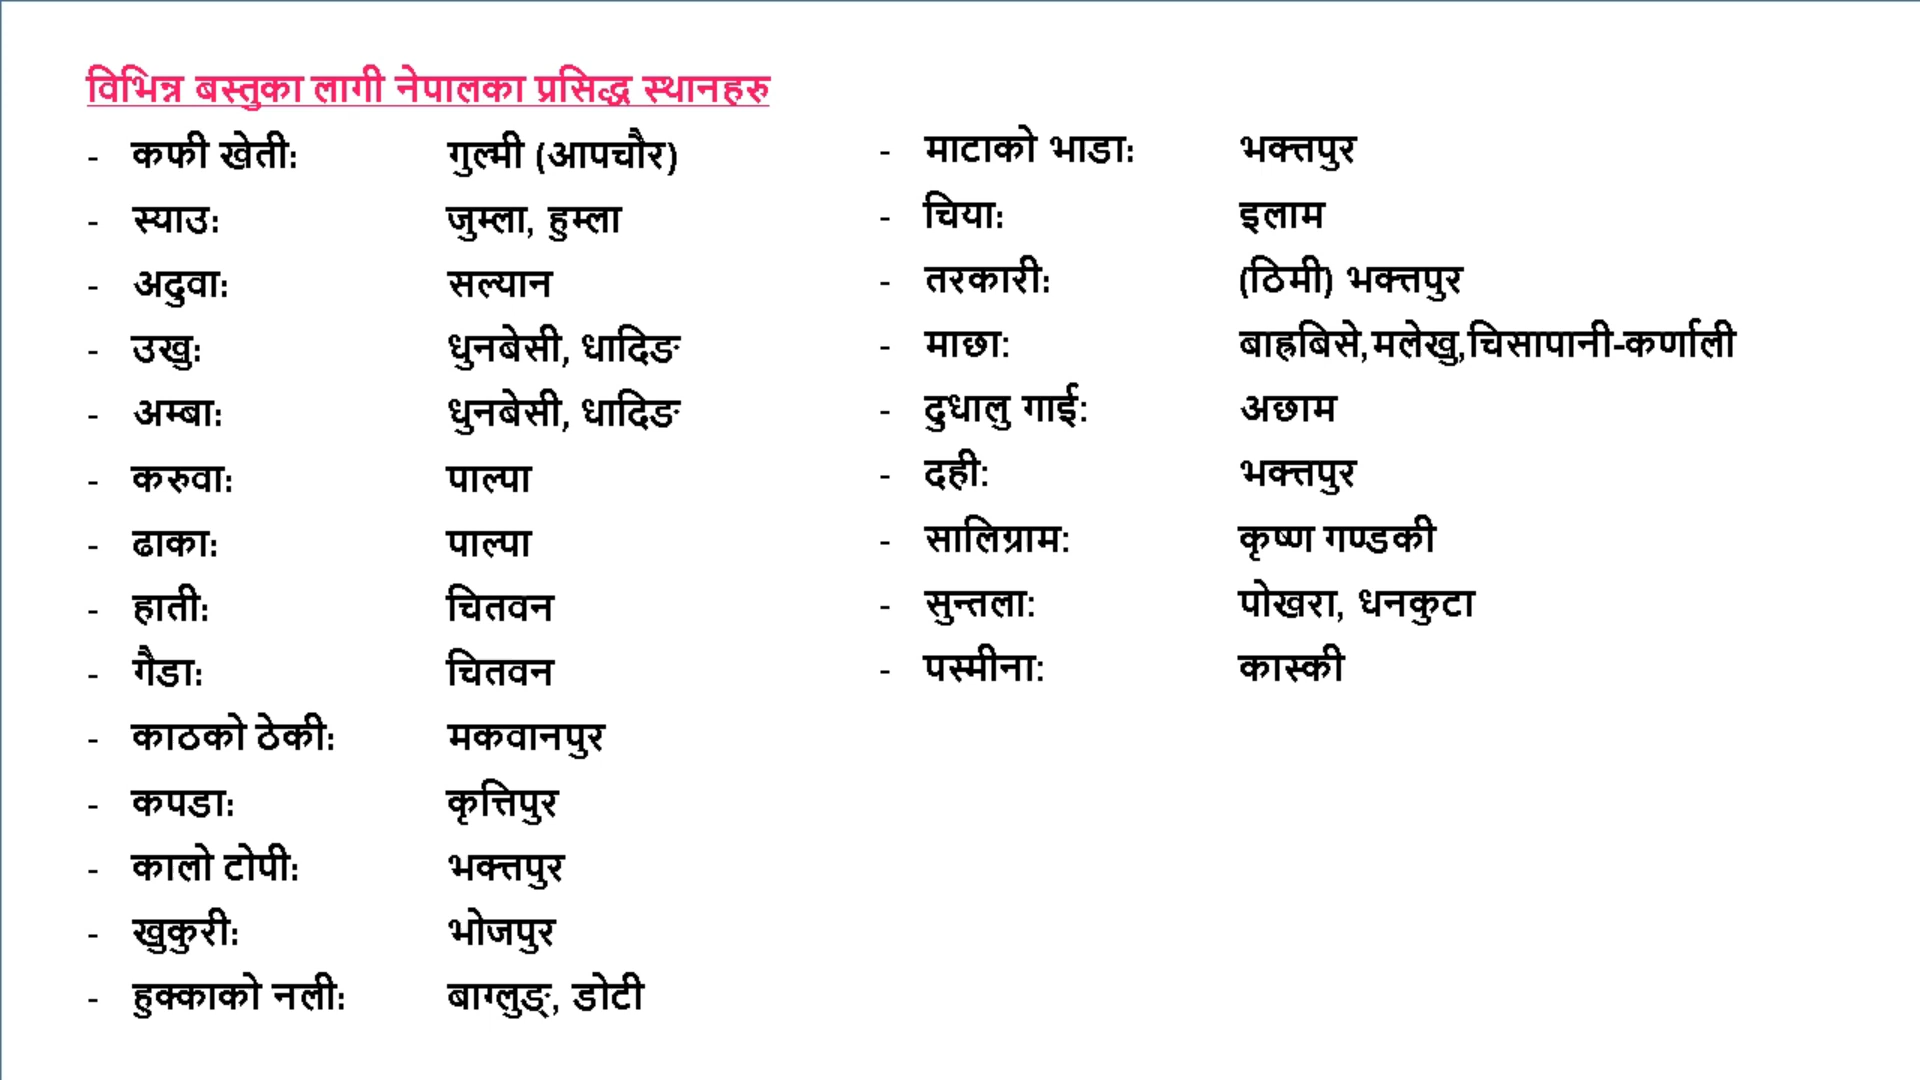 विभिन्न बस्तुका लागी नेपालका प्रसिद्ध स्थानहरु
- कफी खेती: गुल्मी (आपचौर)
- स्याउ: जुम्ला, हुम्ला
- अदुवा: सल्यान
- उखु: धुनबेसी, धादिङ
- अम्बा: धुनबेसी, धादिङ
- करुवा: पाल्पा
- ढाका: पाल्पा
- हाती: चितवन
- गैडा: चितवन
- काठको ठेकी: मकवानपुर
- कपडा: कृत्तिपुर
- कालो टोपी: भक्तपुर
- खुकुरी: भोजपुर
- हुक्काको नली: बाग्लुङ्, डोटी
- माटाको भाडा: भक्तपुर
- चिया: इलाम
- तरकारी: (ठिमी) भक्तपुर
- माछा: बाह्रबिसे,मलेखु,चिसापानी-कर्णाली
- दुधालु गाई: अछाम
- दही: भक्तपुर
- सालिग्राम: कृष्ण गण्डकी
- सुन्तला: पोखरा, धनकुटा
- पस्मीना: कास्की